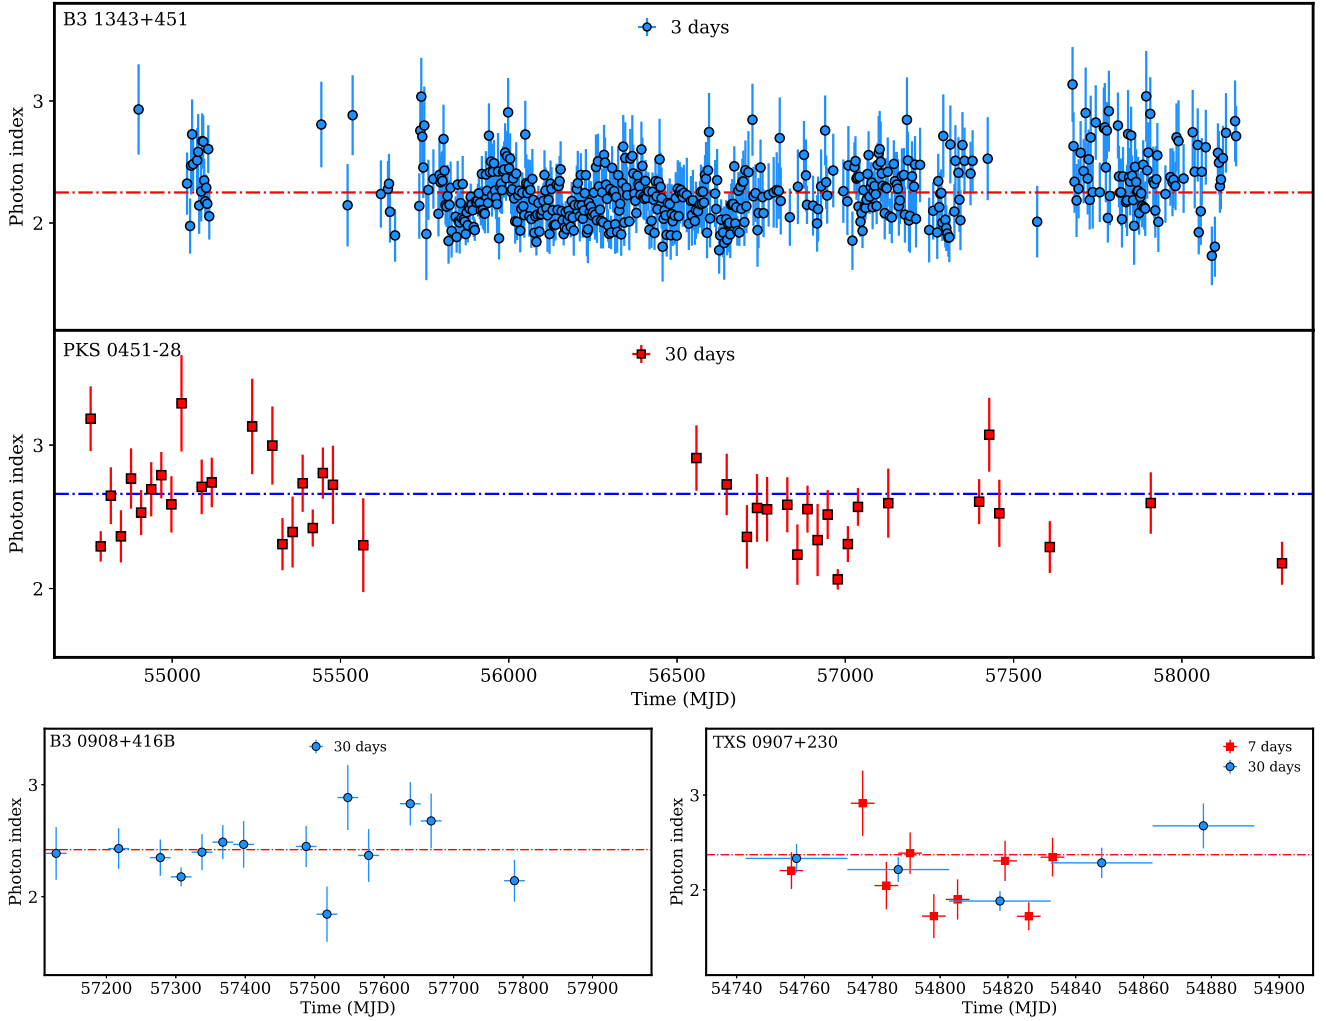 B3 1343+451
3 days
Photon index
3
2
PKS 0451-28
30 days
Photon index
3
2
55000 55500 56000 56500 57000 57500 58000
Time (MJD)
B3 0908+416B
30 days
Photon index
3
2
57200 57300 57400 57500 57600 57700 57800 57900
Time (MJD)
TXS 0907+230
7 days
30 days
Photon index
3
2
54740 54760 54780 54800 54820 54840 54860 54880 54900
Time (MJD)